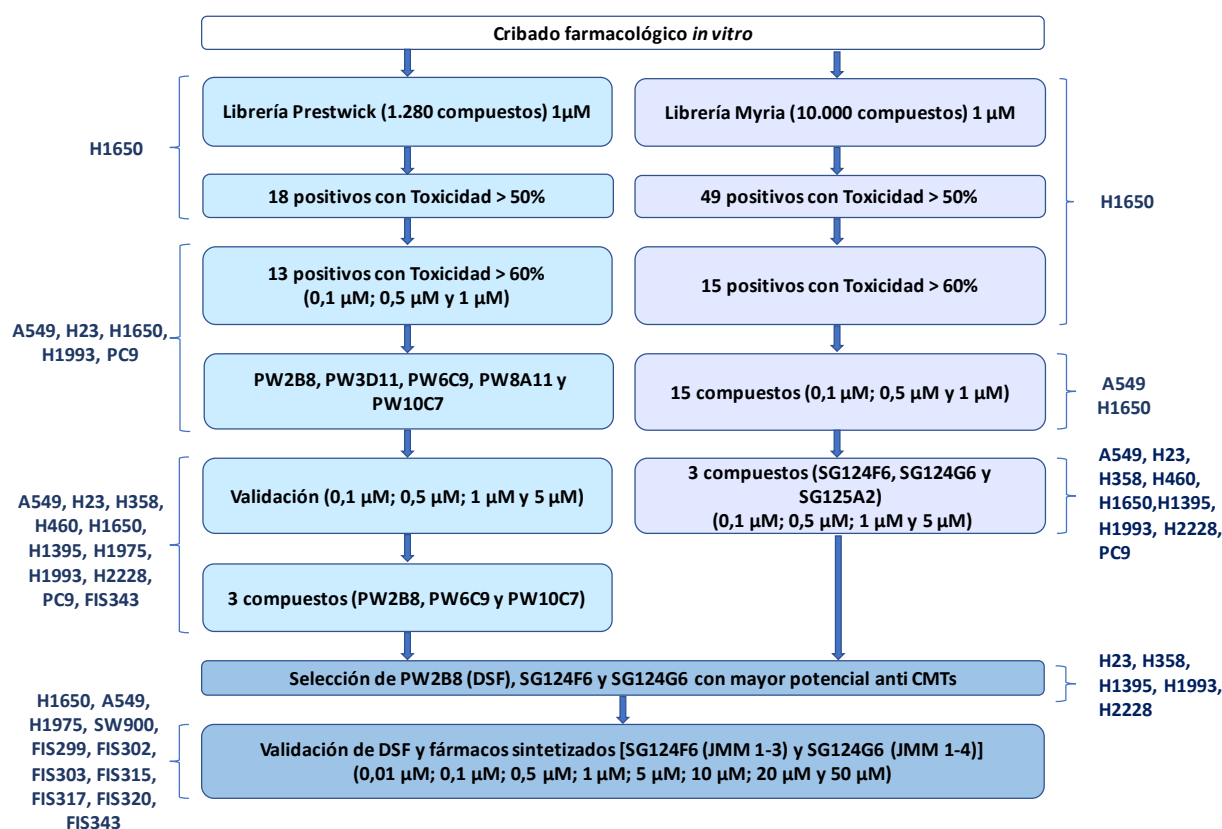 Cribado farmacológico in vitro
Librería Prestwick (1.280 compuestos) 1µM
Librería Myria (10.000 compuestos) 1 µM
H1650
18 positivos con Toxicidad > 50%
49 positivos con Toxicidad > 50%
H1650
13 positivos con Toxicidad > 60%
(0,1 µM; 0,5 µM y 1 µM)
15 positivos con Toxicidad > 60%
A549, H23, H1650,
H1993, PC9
PW2B8, PW3D11, PW6C9, PW8A11 y
PW10C7
15 compuestos (0,1 µM; 0,5 µM y 1 µM)
A549
H1650
A549, H23, H358,
H460, H1650,
H1395, H1975,
H1993, H2228,
PC9, FIS343
Validación (0,1 µM; 0,5 µM; 1 µM y 5 µM)
3 compuestos (SG124F6, SG124G6 y
SG125A2)
(0,1 µM; 0,5 µM; 1 µM y 5 µM)
A549, H23,
H358, H460,
H1650,H1395,
H1993, H2228,
PC9
3 compuestos (PW2B8, PW6C9 y PW10C7)
Selección de PW2B8 (DSF), SG124F6 y SG124G6 con mayor potencial anti CMTs
H23, H358,
H1395, H1993,
H2228
H1650, A549,
H1975, SW900,
FIS299, FIS302,
FIS303, FIS315,
FIS317, FIS320,
FIS343
Validación de DSF y fármacos sintetizados [SG124F6 (JMM 1-3) y SG124G6 (JMM 1-4)]
(0,01 µM; 0,1 µM; 0,5 µM; 1 µM; 5 µM; 10 µM; 20 µM y 50 µM)